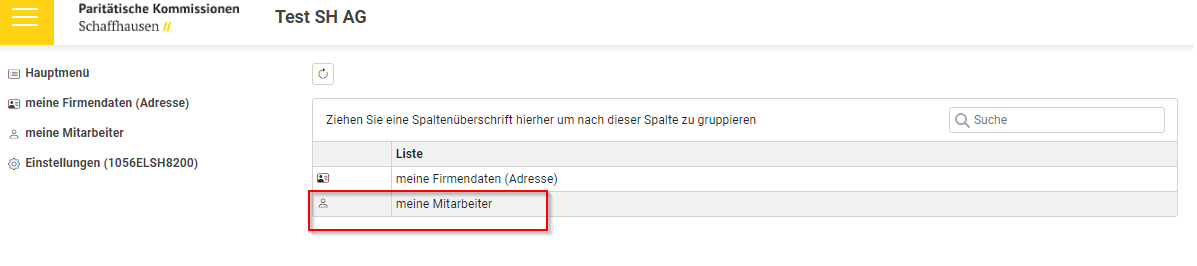 Paritätische Kommissionen
Schaffhausen //
Test SH AG
Hauptmenü
meine Firmendaten (Adresse)
meine Mitarbeiter
Einstellungen (1056ELSH8200)
Ziehen Sie eine Spaltenüberschrift hierher um nach dieser Spalte zu gruppieren
Suche
Liste
meine Firmendaten (Adresse)
meine Mitarbeiter